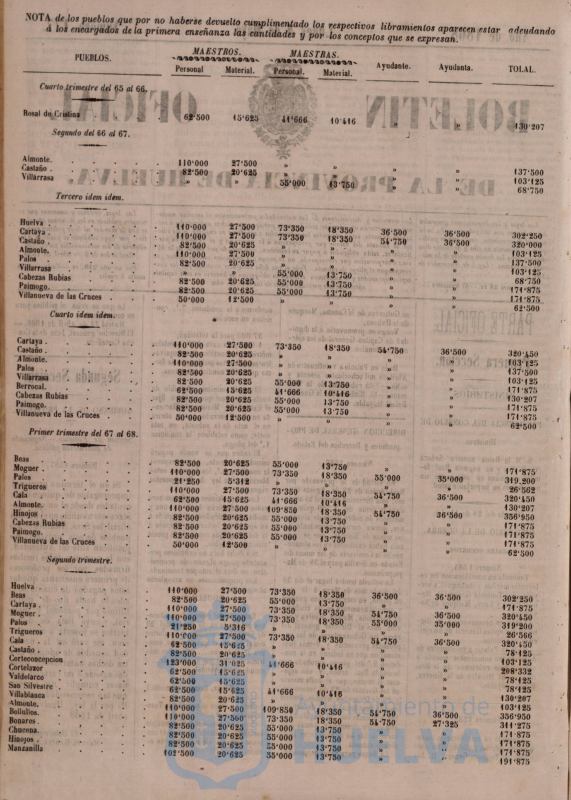 NOTA de los pueblos que por no haberse devuelto cumplimentado los respectivos libramientos aparecen estar adeudando
á los encargados de la primera enseñanza las cantidades y por los conceptos que se expresan.
PUEBLOS. MAESTROS. MAESTRAS. Ayudante. Ayudanta. TOTAL.
Personal Material. Personal. Material.
Cuarto trimestre del 65 al 66.
Rosal de Cristina 62'500 15'625 41'666 10'416 » » 130'207
Segundo del 66 al 67.
Almonte. 110'000 27'500 » » » » 137'500
Castaño . 82'500 20'625 » » » » 103'125
Villarrasa » » 55'000 13'750 » » 68'750
Tercero idem idem.
Huelva . 110'000 27'500 73'350 18'350 36'500 36'500 302'250
Cartaya . 110'000 27'500 73'350 18'350 54'750 36'500 320'000
Castaño 82'500 20'625 » » » » 103'125
Almonte. 110'000 27'500 » » » » 137'500
Palos 82'500 20'625 » » » » 103'125
Villarrasa » » 55'000 13'750 » » 68'750
Cabezas Rubias 82'500 20'625 55'000 13'750 » » 171'875
Paimogo. 82'500 20'625 55'000 13'750 » » 171'875
Villanueva de las Cruces 50'000 12'500 » » » » 62'500
Cuarto idem idem.
Cartaya . 110'000 27'500 73'350 18'350 54'750 36'500 320'450
Castaño . 82'500 20'625 » » » » 103'125
Almonte. 110'000 27'500 » » » » 137'500
Palos 82'500 20'625 » » » » 103'125
Villarrasa 82'500 20'625 55'000 13'750 » » 171'875
Berrocal. 62'500 15'625 41'666 10'416 » » 130'207
Cabezas Rubias 82'500 20'625 55'000 13'750 » » 171'875
Paimogo. 82'500 20'625 55'000 13'750 » » 171'875
Villanueva de las Cruces 50'000 12'500 » » » » 62'500
Primer trimestre del 67 al 68.
Beas 82'500 20'625 55'000 13'750 » » 171'875
Moguer . 110'000 27'500 73'350 18'350 55'000 35'000 319'200
Palos 21'250 5'312 » » » » 26'562
Trigueros 110'000 27'500 73'350 18'350 54'750 36'500 320'450
Cala 62'500 15'625 41'666 10'416 » » 130'207
Almonte. 110'000 27'500 109'850 18'350 54'750 36'500 356'950
Hinojos . 82'500 20'625 55'000 13'750 » » 171'875
Cabezas Rubias 82'500 20'625 55'000 13'750 » » 171'875
Paimogo. 82'500 20'625 55'000 13'750 » » 171'875
Villanueva de las Cruces 50'000 12'500 » » » » 62'500
Segundo trimestre.
Huelva 110'000 27'500 73'350 18'350 36'500 36'500 302'250
Beas 82'500 20'625 55'000 13'750 » » 171'875
Cartaya . 110'000 27'500 73'350 18'350 54'750 36'500 320'450
Moguer . 110'000 27'500 73'350 18'350 55'000 35'000 319'200
Palos 21'250 5'316 » » » » 26'566
Trigueros 110'000 27'500 73'350 18'350 54'750 36'500 320'450
Cala 62'500 15'625 » » » » 78'125
Castaño . 82'500 20'625 » » » » 103'125
Corteconcepcion 123'000 31'025 41'666 10'416 » » 208'332
Cortelazor 62'500 15'625 » » » » 78'125
Valdelarco 62'500 15'625 » » » » 78'125
San Silvestre 62'500 15'625 41'666 10'416 » » 130'207
Villablanca 82'500 20'625 » » » » 103'125
Almonte. 110'000 27'500 109'850 18'350 54'750 36'500 356'950
Bollullos . 110'000 27'500 73'350 18'350 54'750 27'325 311'275
Bonares . 82'500 20'625 55'000 13'750 » » 171'875
Chucena. 82'500 20'625 55'000 13'750 » » 171'875
Hinojos . 82'500 20'625 55'000 13'750 » » 171'875
Manzanilla 102'500 20'625 55'000 13'750 » » 191'875
Ayuntamiento de
HUELVA